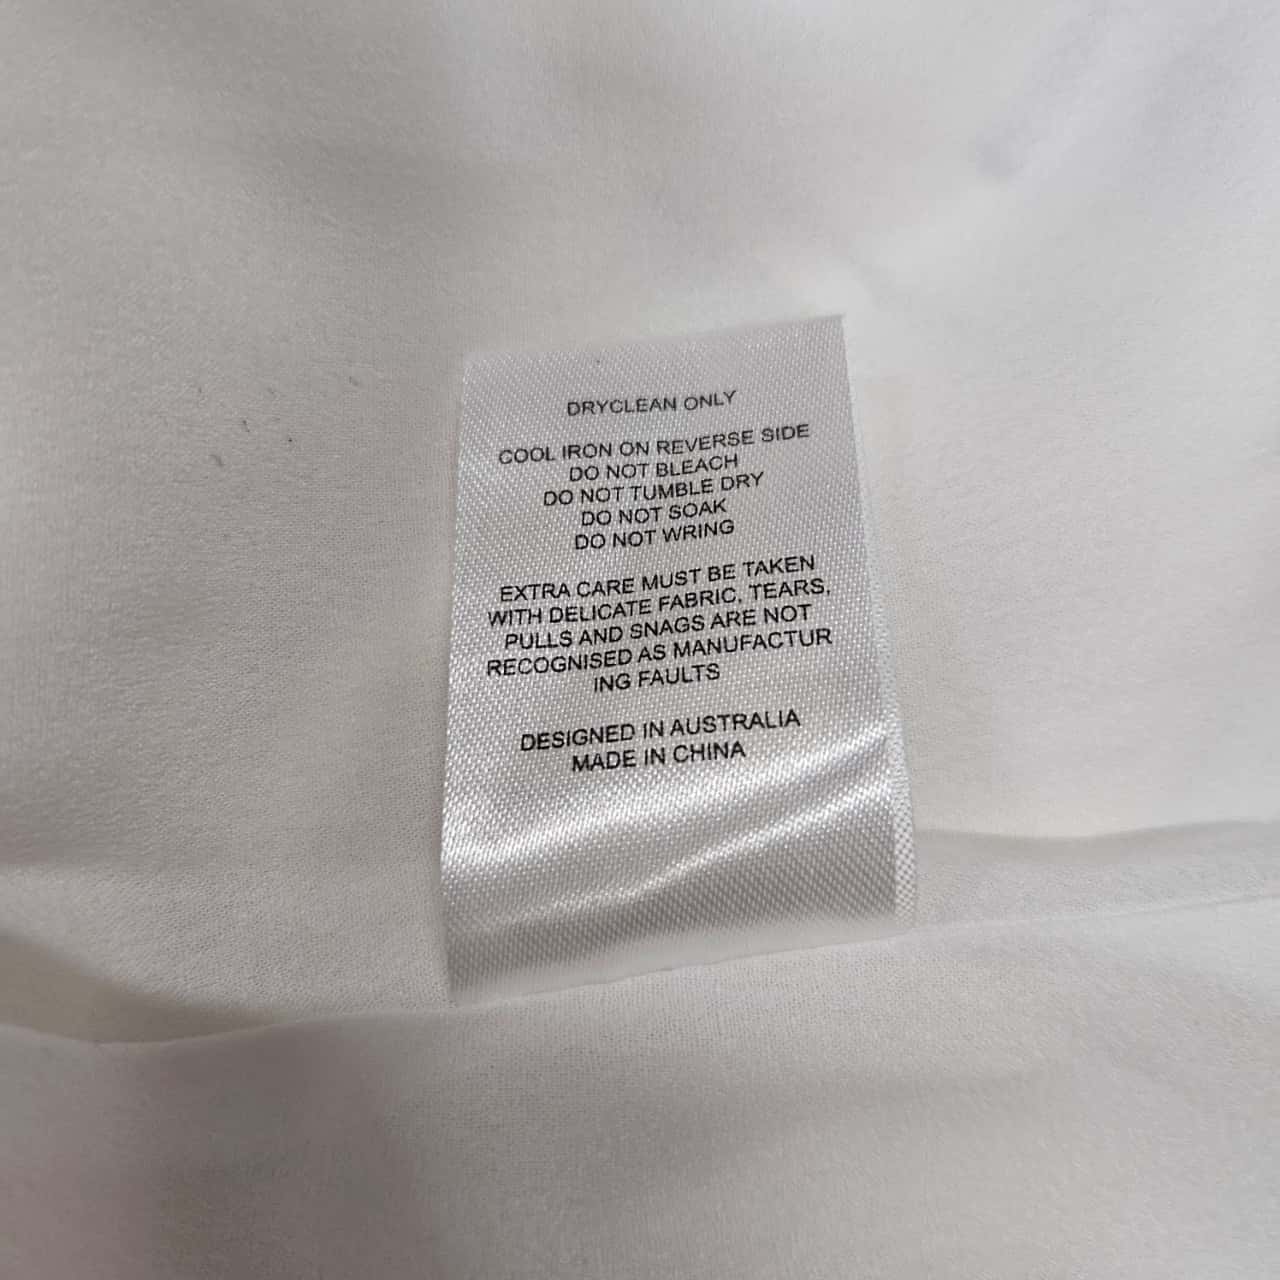 DRYCLEAN ONLY
COOL IRON ON REVERSE SIDE
DO NOT BLEACH
DO NOT TUMBLE DRY
DO NOT SOAK
DO NOT WRING
EXTRA CARE MUST BE TAKEN
WITH DELICATE FABRIC, TEARS,
PULLS AND SNAGS ARE NOT
RECOGNISED AS MANUFACTUR
ING FAULTS
DESIGNED IN AUSTRALIA
MADE IN CHINA